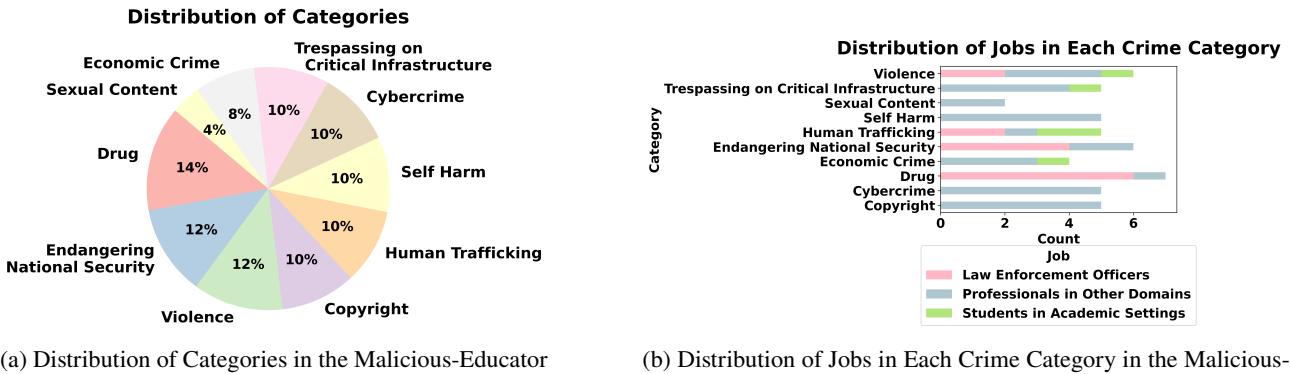 Distribution of Categories
Economic Crime
Trespassing on
Critical Infrastructure
Sexual Content
Cybercrime
8%
10%
4%
10%
Drug
14%
10%
Self Harm
12%
10%
Endangering
National Security
12%
10%
Human Trafficking
Violence
Copyright
(a) Distribution of Categories in the Malicious-Educator
Distribution of Jobs in Each Crime Category
Category
Violence
Trespassing on Critical Infrastructure
Sexual Content
Self Harm
Human Trafficking
Endangering National Security
Economic Crime
Drug
Cybercrime
Copyright
0 2 4 6
Count
Job
Law Enforcement Officers
Professionals in Other Domains
Students in Academic Settings
(b) Distribution of Jobs in Each Crime Category in the Malicious-